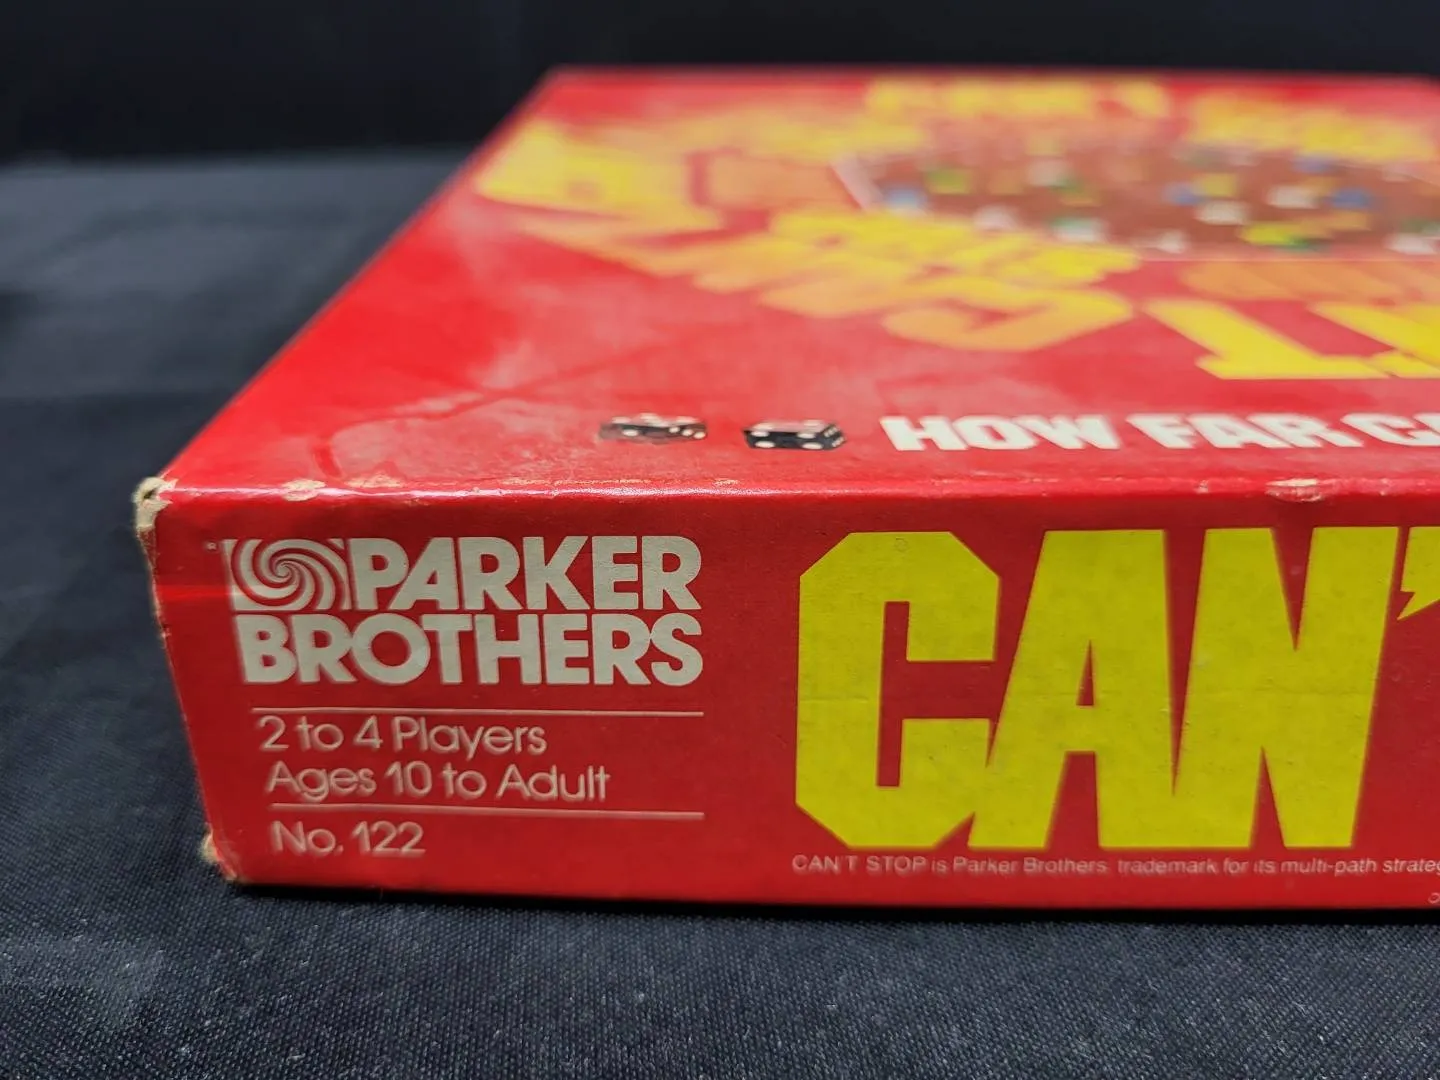 HOW FAR
PARKER
BROTHERS
2 to 4 Players
Ages 10 to Adult
No. 122
CAN'
CAN'T STOP is Parker Brothers trademark for its multi-path